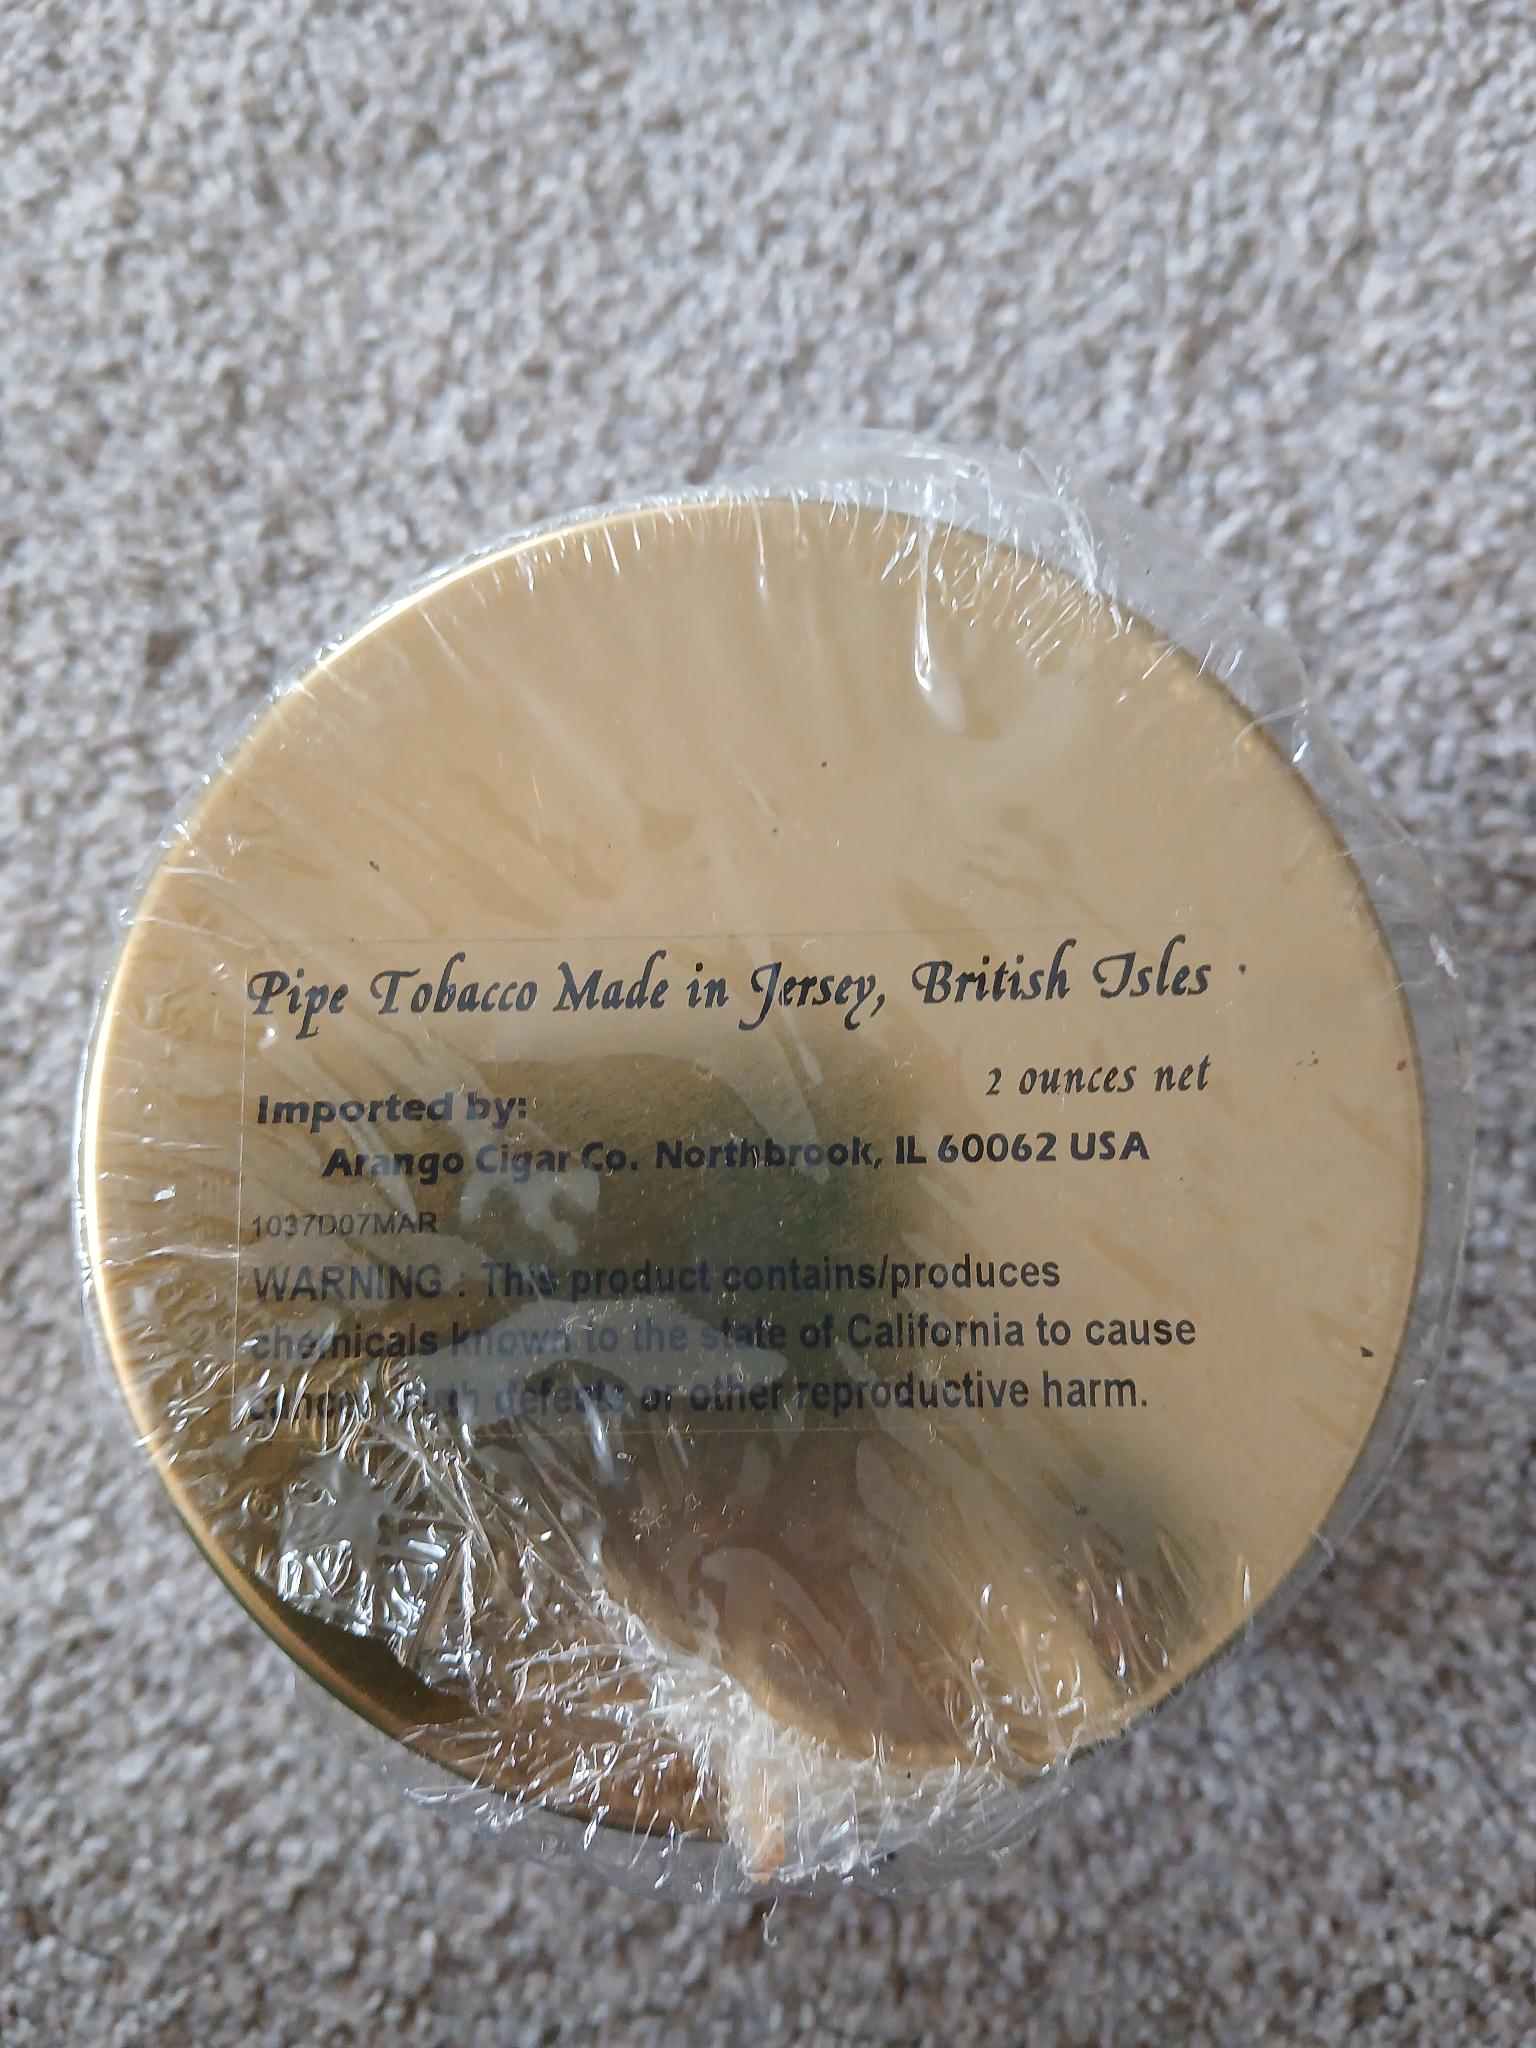 Pipe Tobacco Made in Jersey, British Isles
2 ounces net
Imported by:
Arango Cigar Co. Northbrook, IL 60062 USA
1037D07MAR
WARNING : This product contains/produces
chemicals known to the state of California to cause
cancer, birth defects or other reproductive harm.